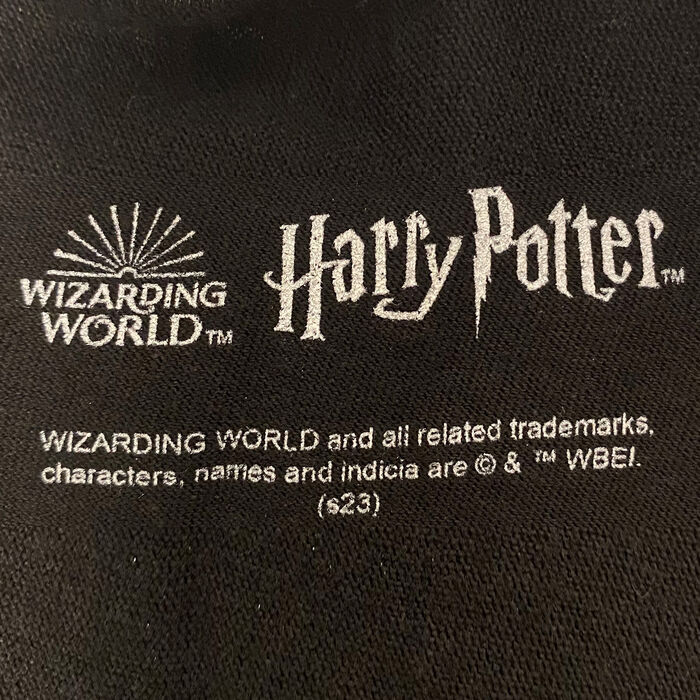 WIZARDING
WORLD™
Harry Potter™
WIZARDING WORLD and all related trademarks,
characters, names and indicia are © & ™ WBEI.
(s23)